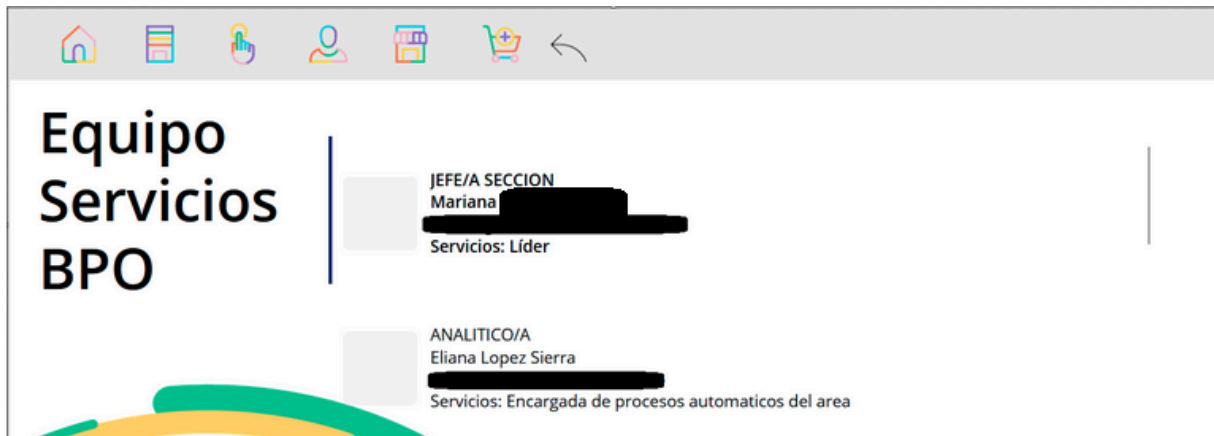 Equipo
Servicios
BPO
JEFE/A SECCION
Mariana
Servicios: Líder
ANALITICO/A
Eliana Lopez Sierra
Servicios: Encargada de procesos automaticos del area